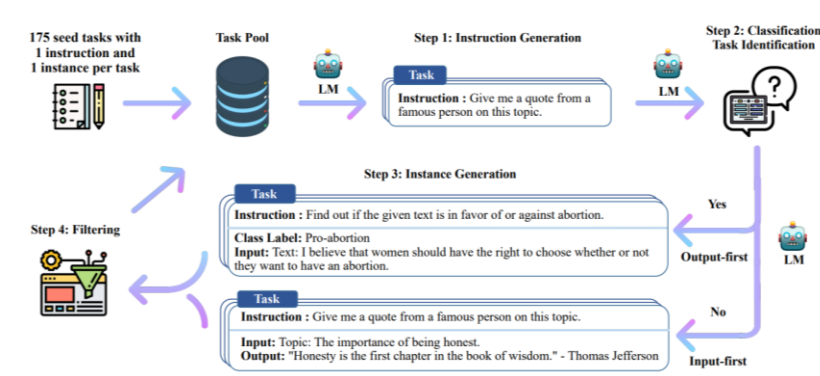 175 seed tasks with
1 instruction and
1 instance per task
Task Pool
LM
Step 1: Instruction Generation
Task
Instruction : Give me a quote from a
famous person on this topic.
LM
Step 2: Classification
Task Identification
Step 3: Instance Generation
Task
Instruction : Find out if the given text is in favor of or against abortion.
Class Label: Pro-abortion
Input: Text: I believe that women should have the right to choose whether or not
they want to have an abortion.
Yes
Output-first
LM
Step 4: Filtering
Task
Instruction : Give me a quote from a famous person on this topic.
Input: Topic: The importance of being honest.
Output: "Honesty is the first chapter in the book of wisdom." - Thomas Jefferson
No
Input-first